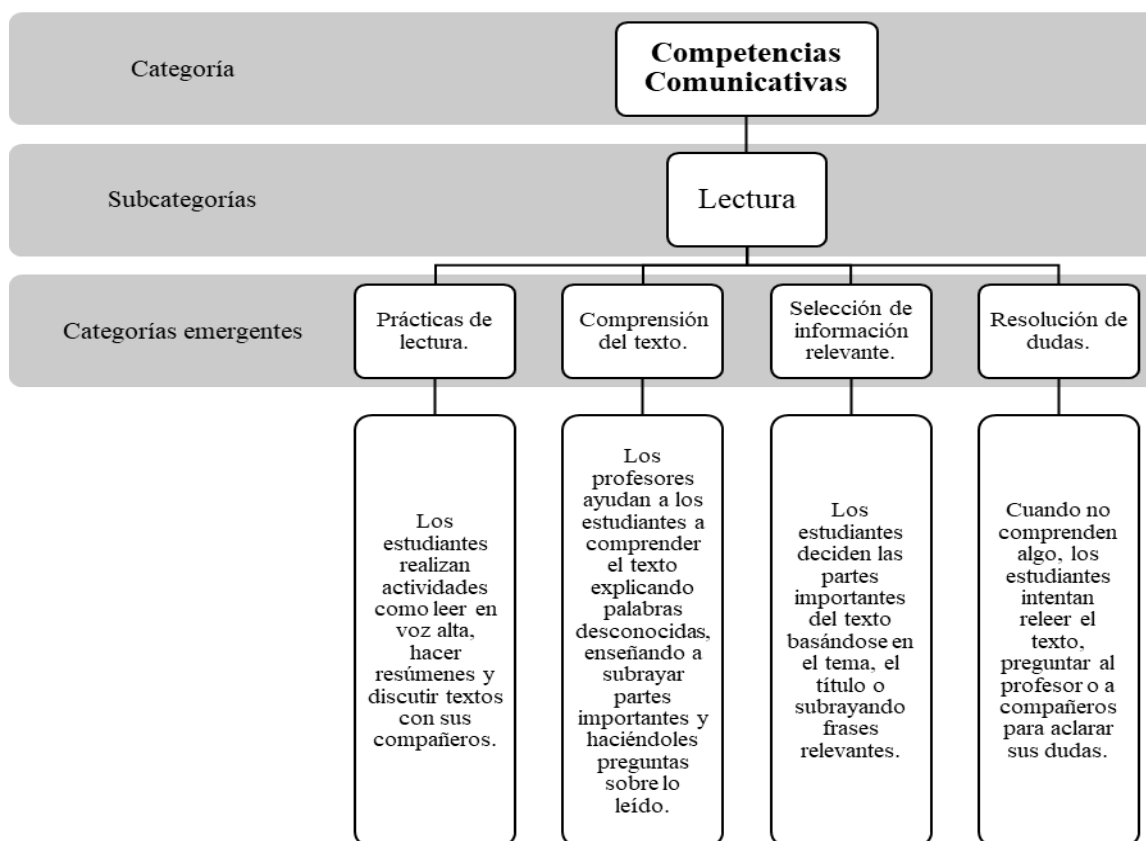 Categoría
Competencias
Comunicativas
Subcategorías
Lectura
Categorías emergentes
Prácticas de
lectura.
Comprensión
del texto.
Selección de
información
relevante.
Resolución de
dudas.
Los
estudiantes
realizan
actividades
como leer en
voz alta,
hacer
resúmenes y
discutir textos
con sus
compañeros.
Los
profesores
ayudan a los
estudiantes a
comprender
el texto
explicando
palabras
desconocidas,
enseñando a
subrayar
partes
importantes y
haciéndoles
preguntas
sobre lo
leído.
Los
estudiantes
deciden las
partes
importantes
del texto
basándose en
el tema, el
título o
subrayando
frases
relevantes.
Cuando no
comprenden
algo, los
estudiantes
intentan
releer el
texto,
preguntar al
profesor o a
compañeros
para aclarar
sus dudas.